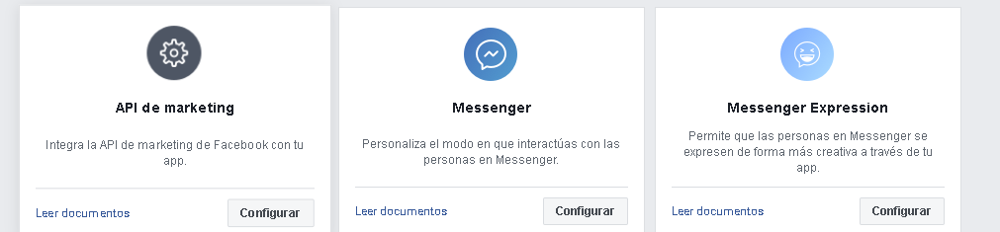 API de marketing
Integra la API de marketing de Facebook con tu
app.
Leer documentos
Configurar
Messenger
Personaliza el modo en que interactúas con las
personas en Messenger.
Leer documentos
Configurar
Messenger Expression
Permite que las personas en Messenger se
expresen de forma más creativa a través de tu
app.
Leer documentos
Configurar